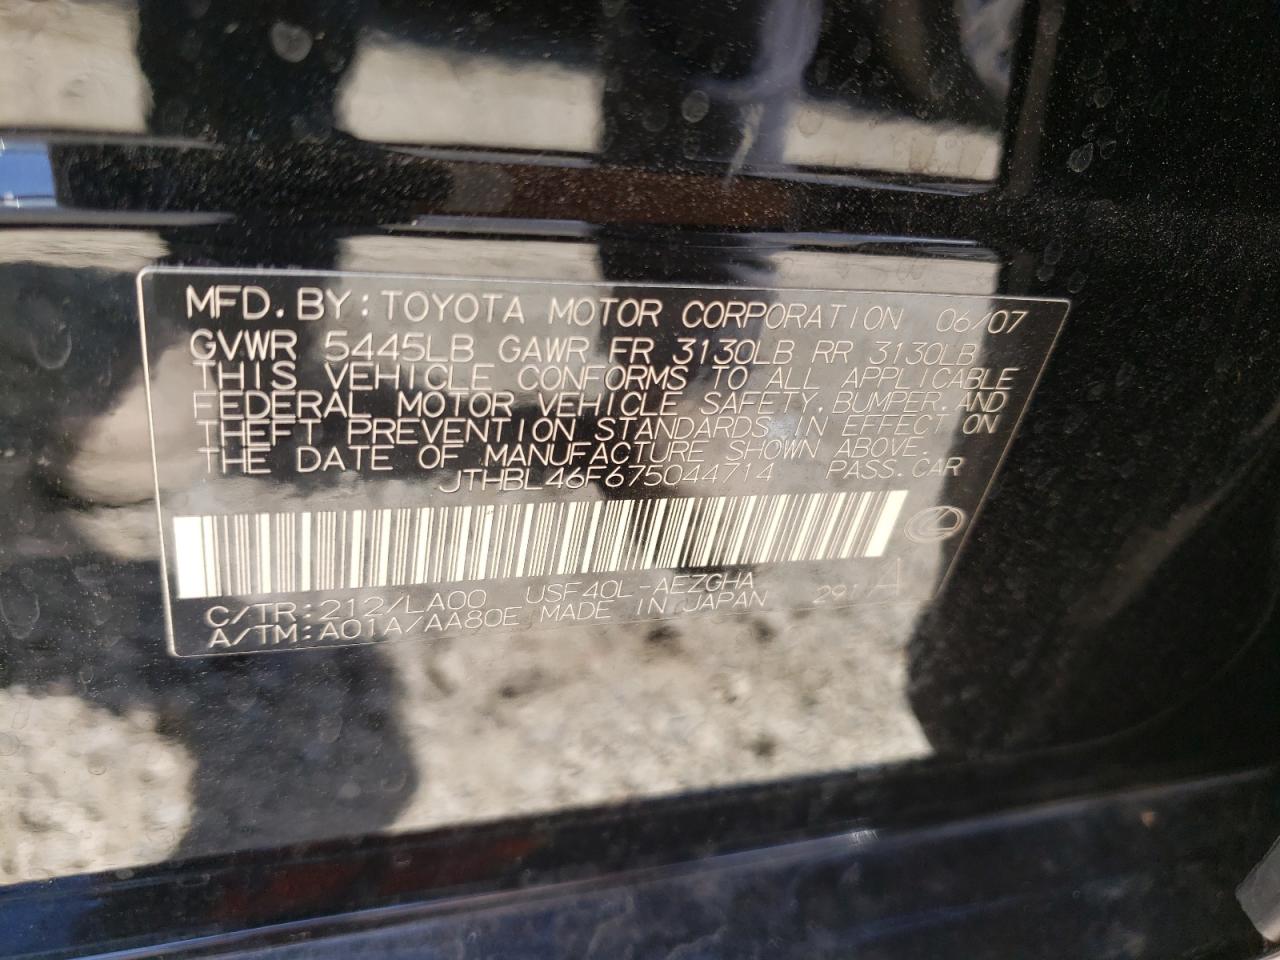 MFD. BY: TOYOTA MOTOR CORPORATION 06/07
GVWR 5445LB GAWR FR 3130LB RR 3130LB
THIS VEHICLE CONFORMS TO ALL APPLICABLE
FEDERAL MOTOR VEHICLE SAFETY, BUMPER, AND
THEFT PREVENTION STANDARDS IN EFFECT ON
THE DATE OF MANUFACTURE SHOWN ABOVE.
JTHBL46F675044714 PASS. CAR
C/TR: 212/LA00 USF40L-AEZGHA
A/TM: A01A/AA80E MADE IN JAPAN 291